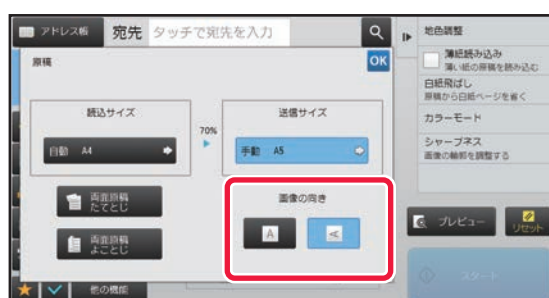 アドレス帳
宛先
タッチで宛先を入力
原稿
OK
読込サイズ
自動 A4
70%
送信サイズ
手動 A5
両面原稿
たてとじ
両面原稿
よことじ
画像の向き
A
A
他の機能
地色調整
薄紙読み込み
薄い紙の原稿を読み込む
白紙飛ばし
原稿から白紙ページを省く
カラーモード
シャープネス
画像の輪郭を調整する
プレビュー
リセット
スタート